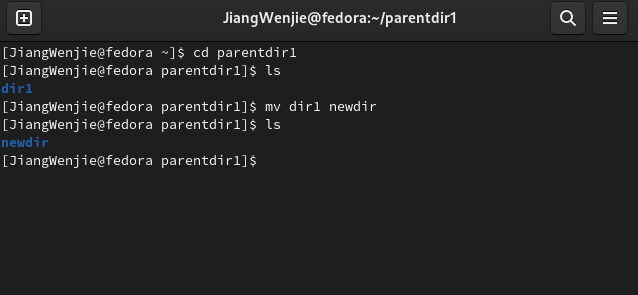 JiangWenjie@fedora:~/parentdir1
[JiangWenjie@fedora ~]$ cd parentdir1
[JiangWenjie@fedora parentdir1]$ ls
dir1
[JiangWenjie@fedora parentdir1]$ mv dir1 newdir
[JiangWenjie@fedora parentdir1]$ ls
newdir
[JiangWenjie@fedora parentdir1]$